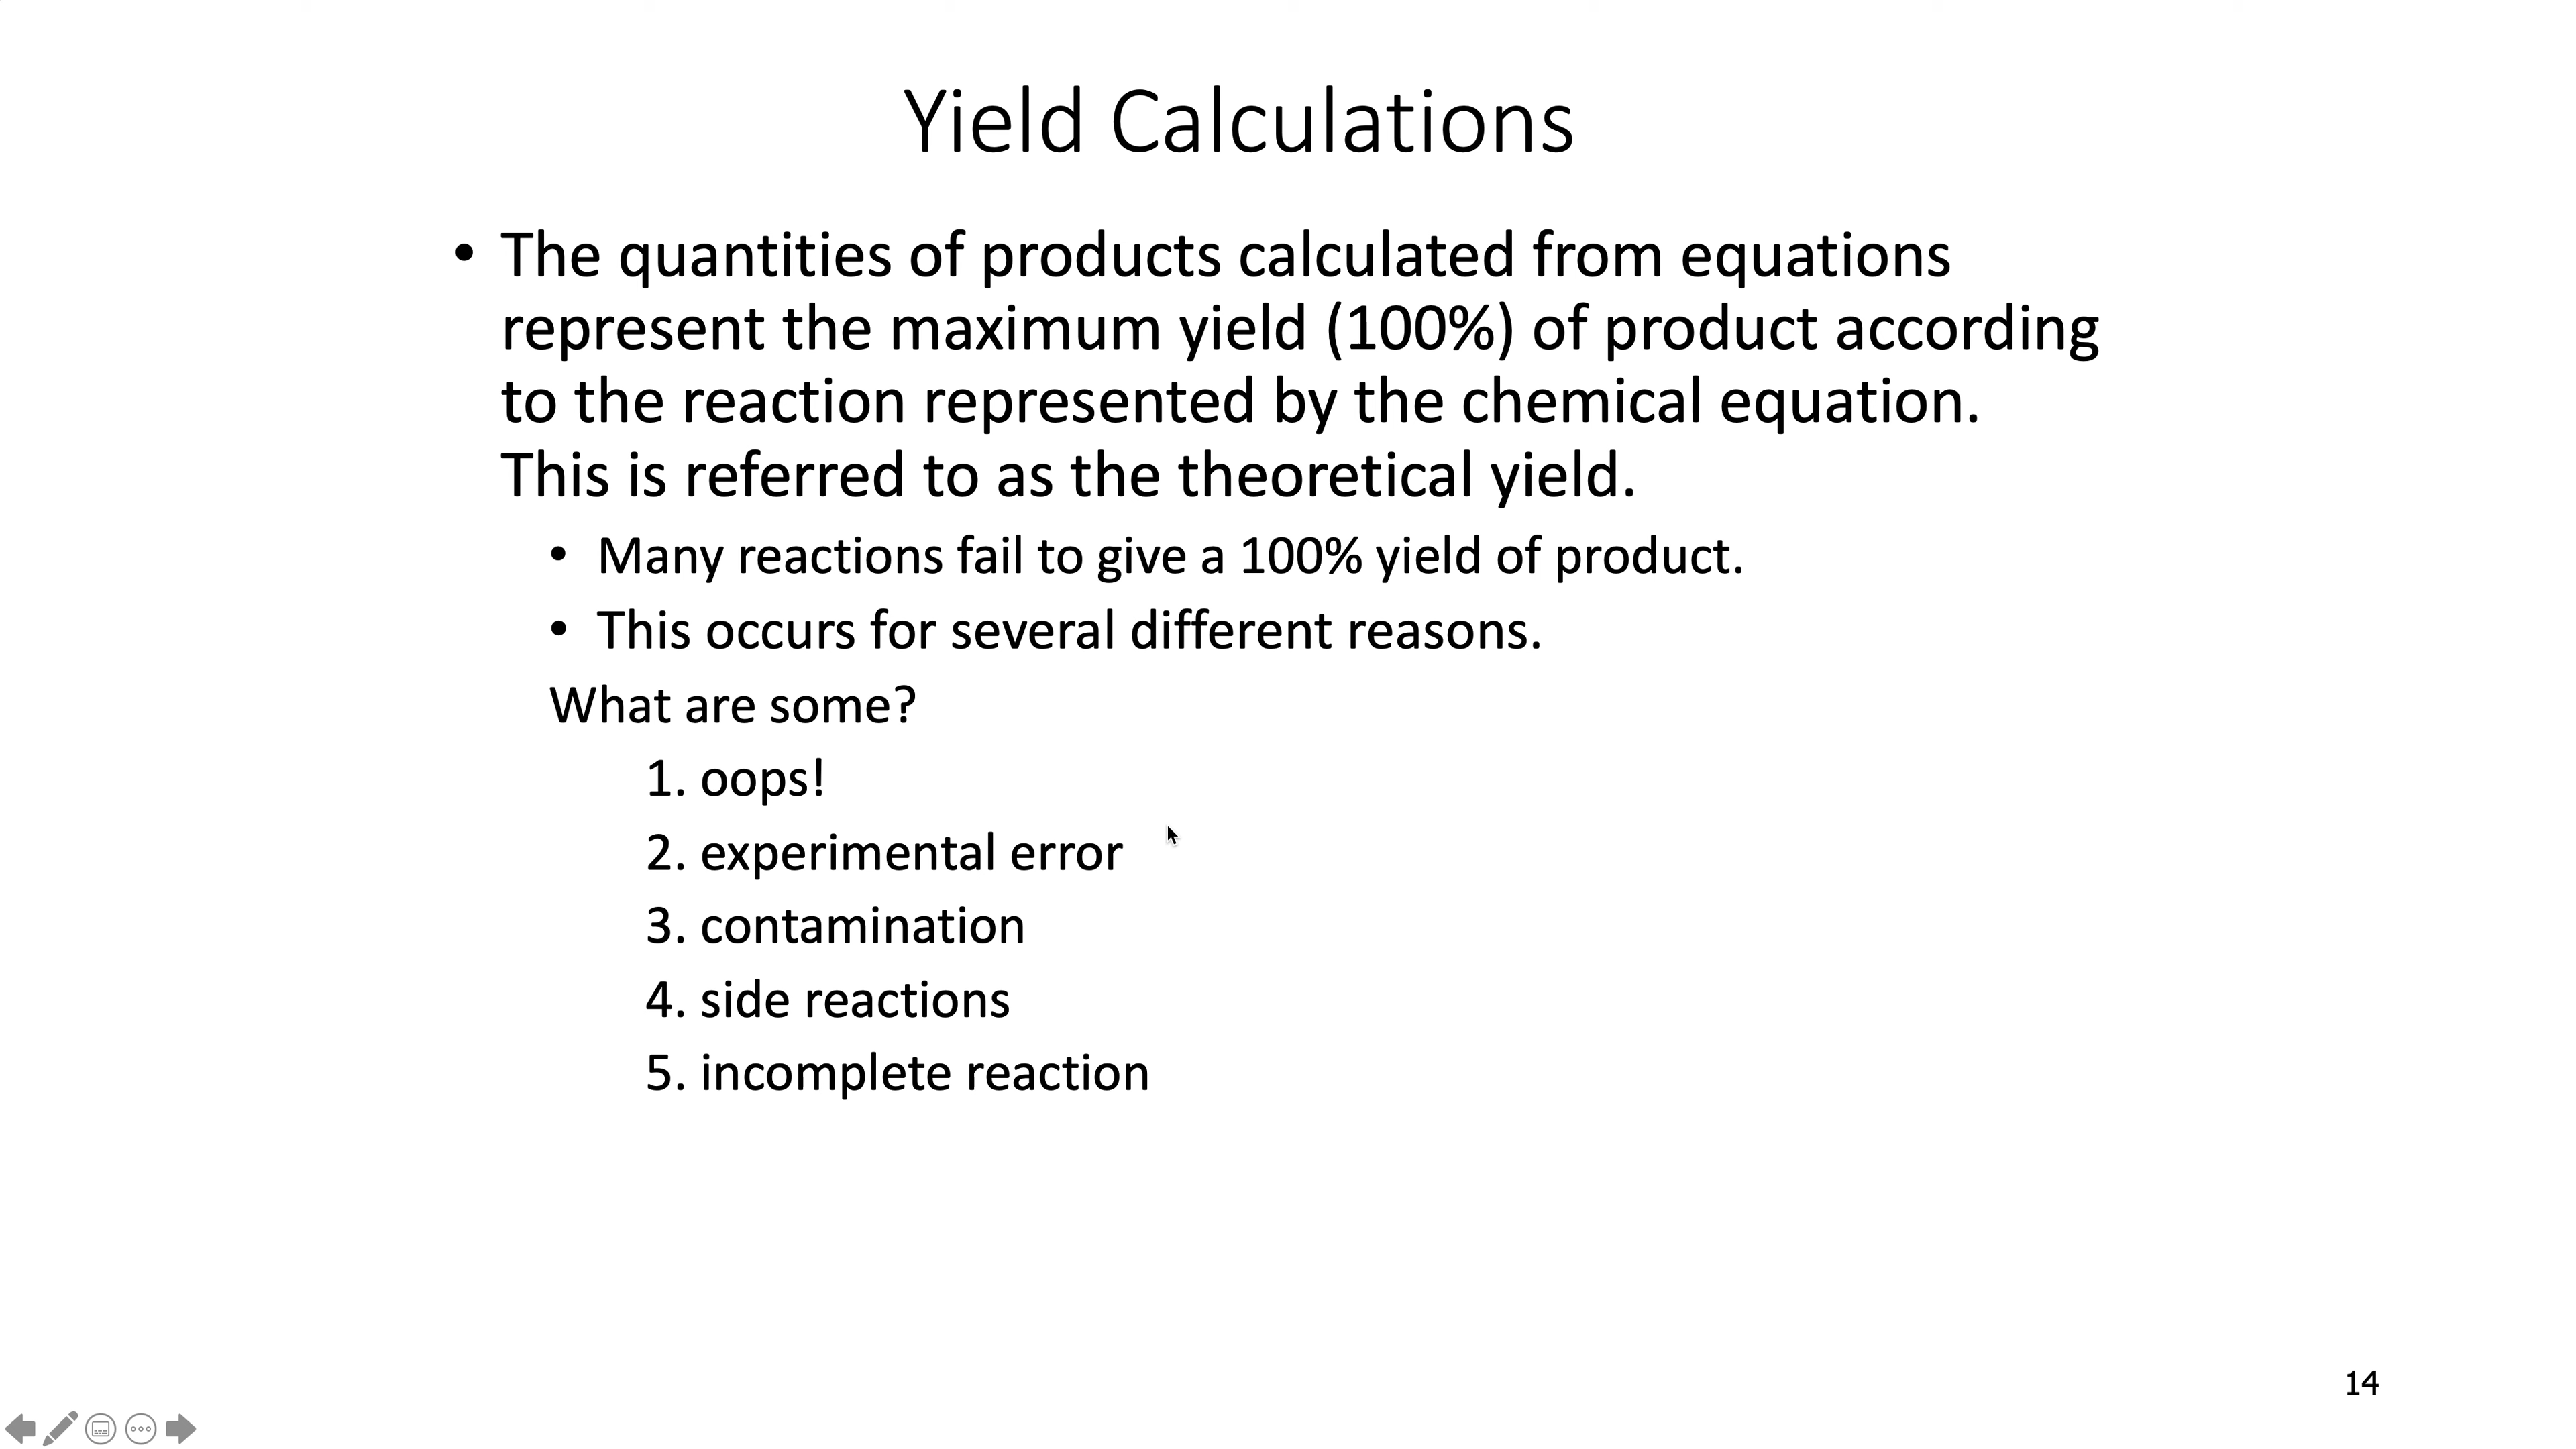 Yield Calculations
• The quantities of products calculated from equations
represent the maximum yield (100%) of product according
to the reaction represented by the chemical equation.
This is referred to as the theoretical yield.
• Many reactions fail to give a 100% yield of product.
• This occurs for several different reasons.
What are some?
1. oops!
2. experimental error
3. contamination
4. side reactions
5. incomplete reaction
14